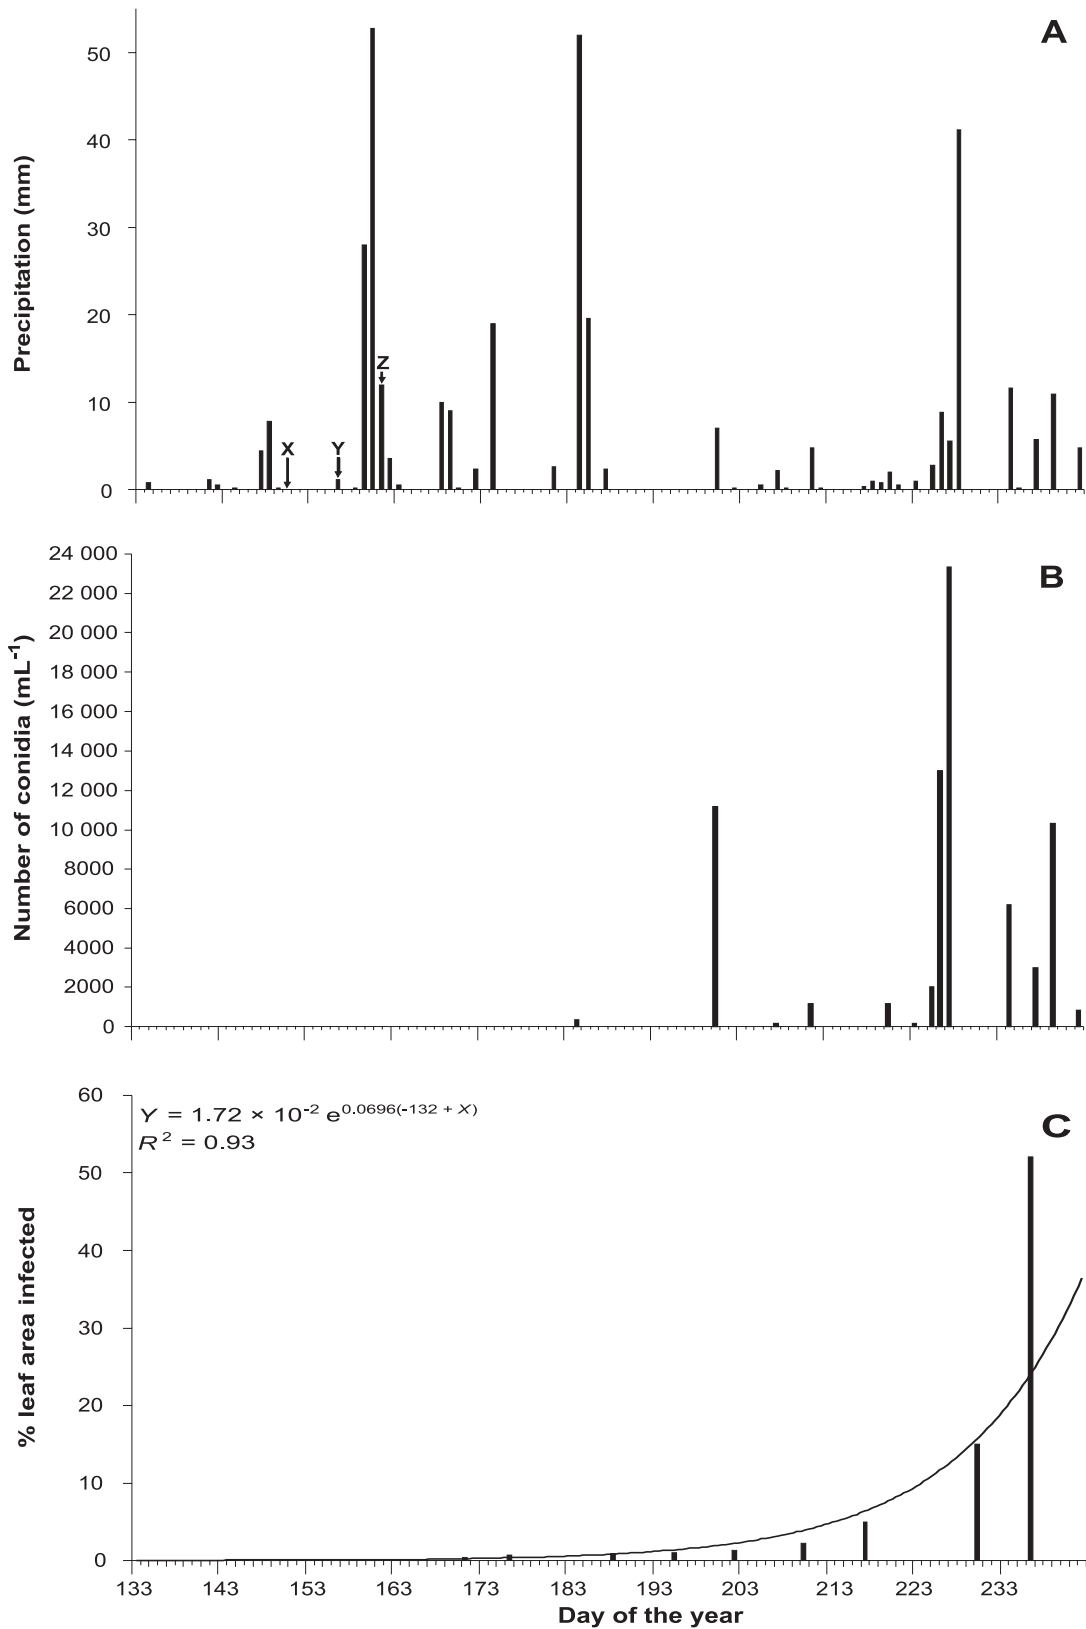 A
Precipitation (mm)
50
40
30
20
10
0
X
Y
Z
B
Number of conidia (mL⁻¹)
24 000
22 000
20 000
18 000
16 000
14 000
12 000
10 000
8000
6000
4000
2000
0
C
Y = 1.72 × 10⁻² e^0.0696(-132 + X)
R² = 0.93
% leaf area infected
60
50
40
30
20
10
0
133 143 153 163 173 183 193 203 213 223 233
Day of the year